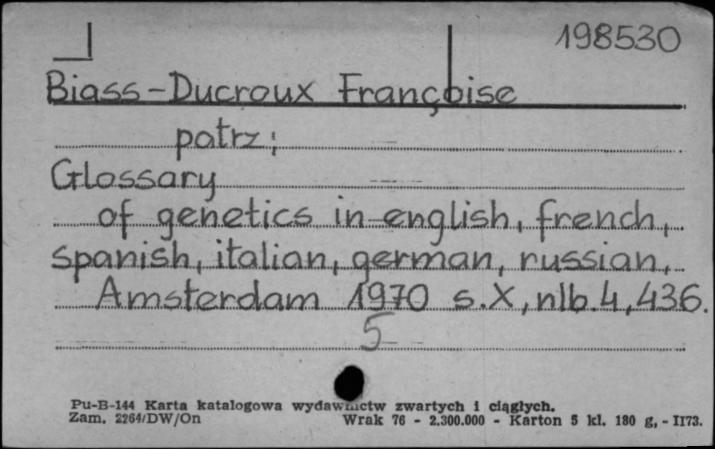 198530
Biass-Ducroux Françoise
patrz:
Glossary
of genetics in english, french,
spanish, italian, german, russian,
Amsterdam 1970 s.X, nlb.4, 436.
5
Pu-B-144 Karta katalogowa wydawnictw zwartych i ciągłych.
Zam. 2264/DW/On Wrak 76 - 2.300.000 - Karton 5 kl. 180 g, - II73.